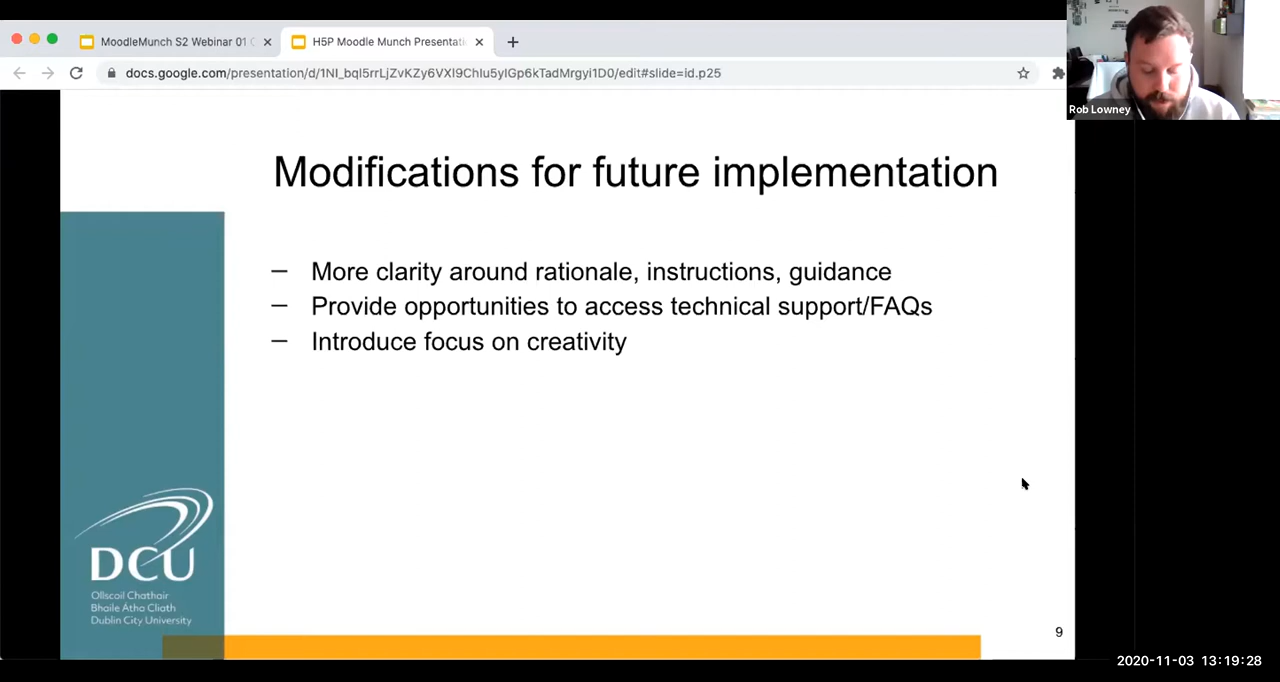 MoodleMunch S2 Webinar 01
H5P Moodle Munch Presentati
docs.google.com/presentation/d/1NI_bqI5rrLjZvKZy6VXI9ChIu5yIGp6kTadMrgyi1D0/edit#slide=id.p25
Rob Lowney
Modifications for future implementation
– More clarity around rationale, instructions, guidance
– Provide opportunities to access technical support/FAQs
– Introduce focus on creativity
DCU
Ollscoil Chathair
Bhaile Átha Cliath
Dublin City University
9
2020-11-03 13:19:28